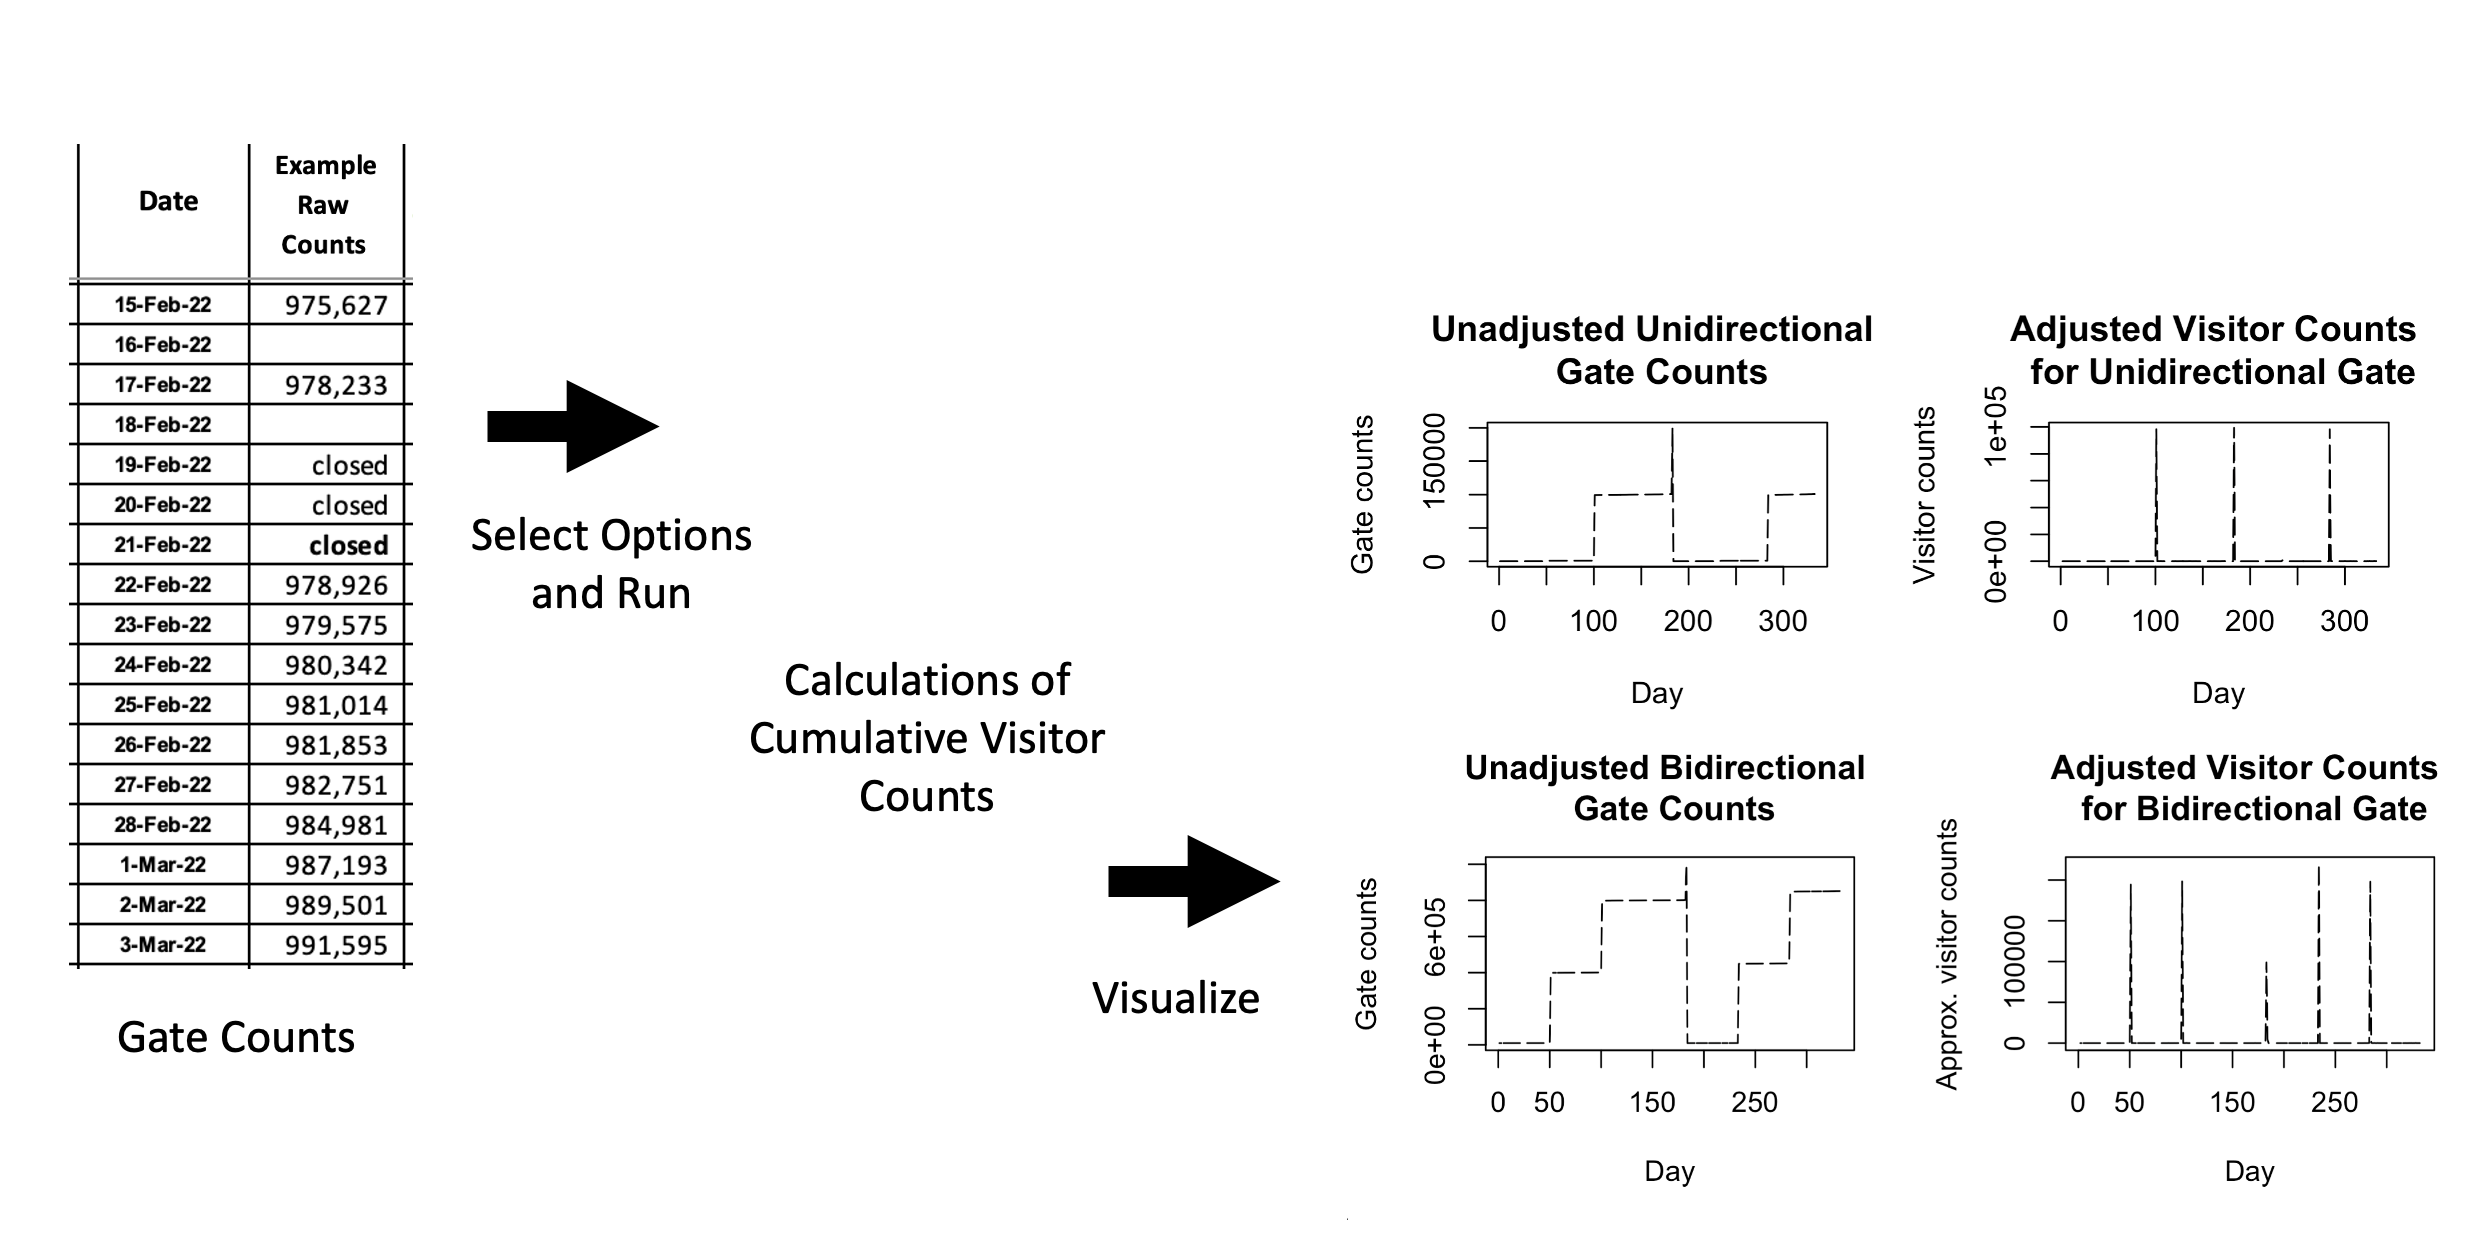 Date
Example
Raw
Counts
15-Feb-22 975,627
16-Feb-22
17-Feb-22 978,233
18-Feb-22
19-Feb-22 closed
20-Feb-22 closed
21-Feb-22 closed
22-Feb-22 978,926
23-Feb-22 979,575
24-Feb-22 980,342
25-Feb-22 981,014
26-Feb-22 981,853
27-Feb-22 982,751
28-Feb-22 984,981
1-Mar-22 987,193
2-Mar-22 989,501
3-Mar-22 991,595
Gate Counts
Select Options
and Run
Calculations of
Cumulative Visitor
Counts
Visualize
Unadjusted Unidirectional
Gate Counts
Gate counts
150000
0
0 100 200 300
Day
Adjusted Visitor Counts
for Unidirectional Gate
Visitor counts
1e+05
0e+00
0 100 200 300
Day
Unadjusted Bidirectional
Gate Counts
Gate counts
6e+05
0e+00
0 50 150 250
Day
Adjusted Visitor Counts
for Bidirectional Gate
Approx. visitor counts
100000
0
0 50 150 250
Day